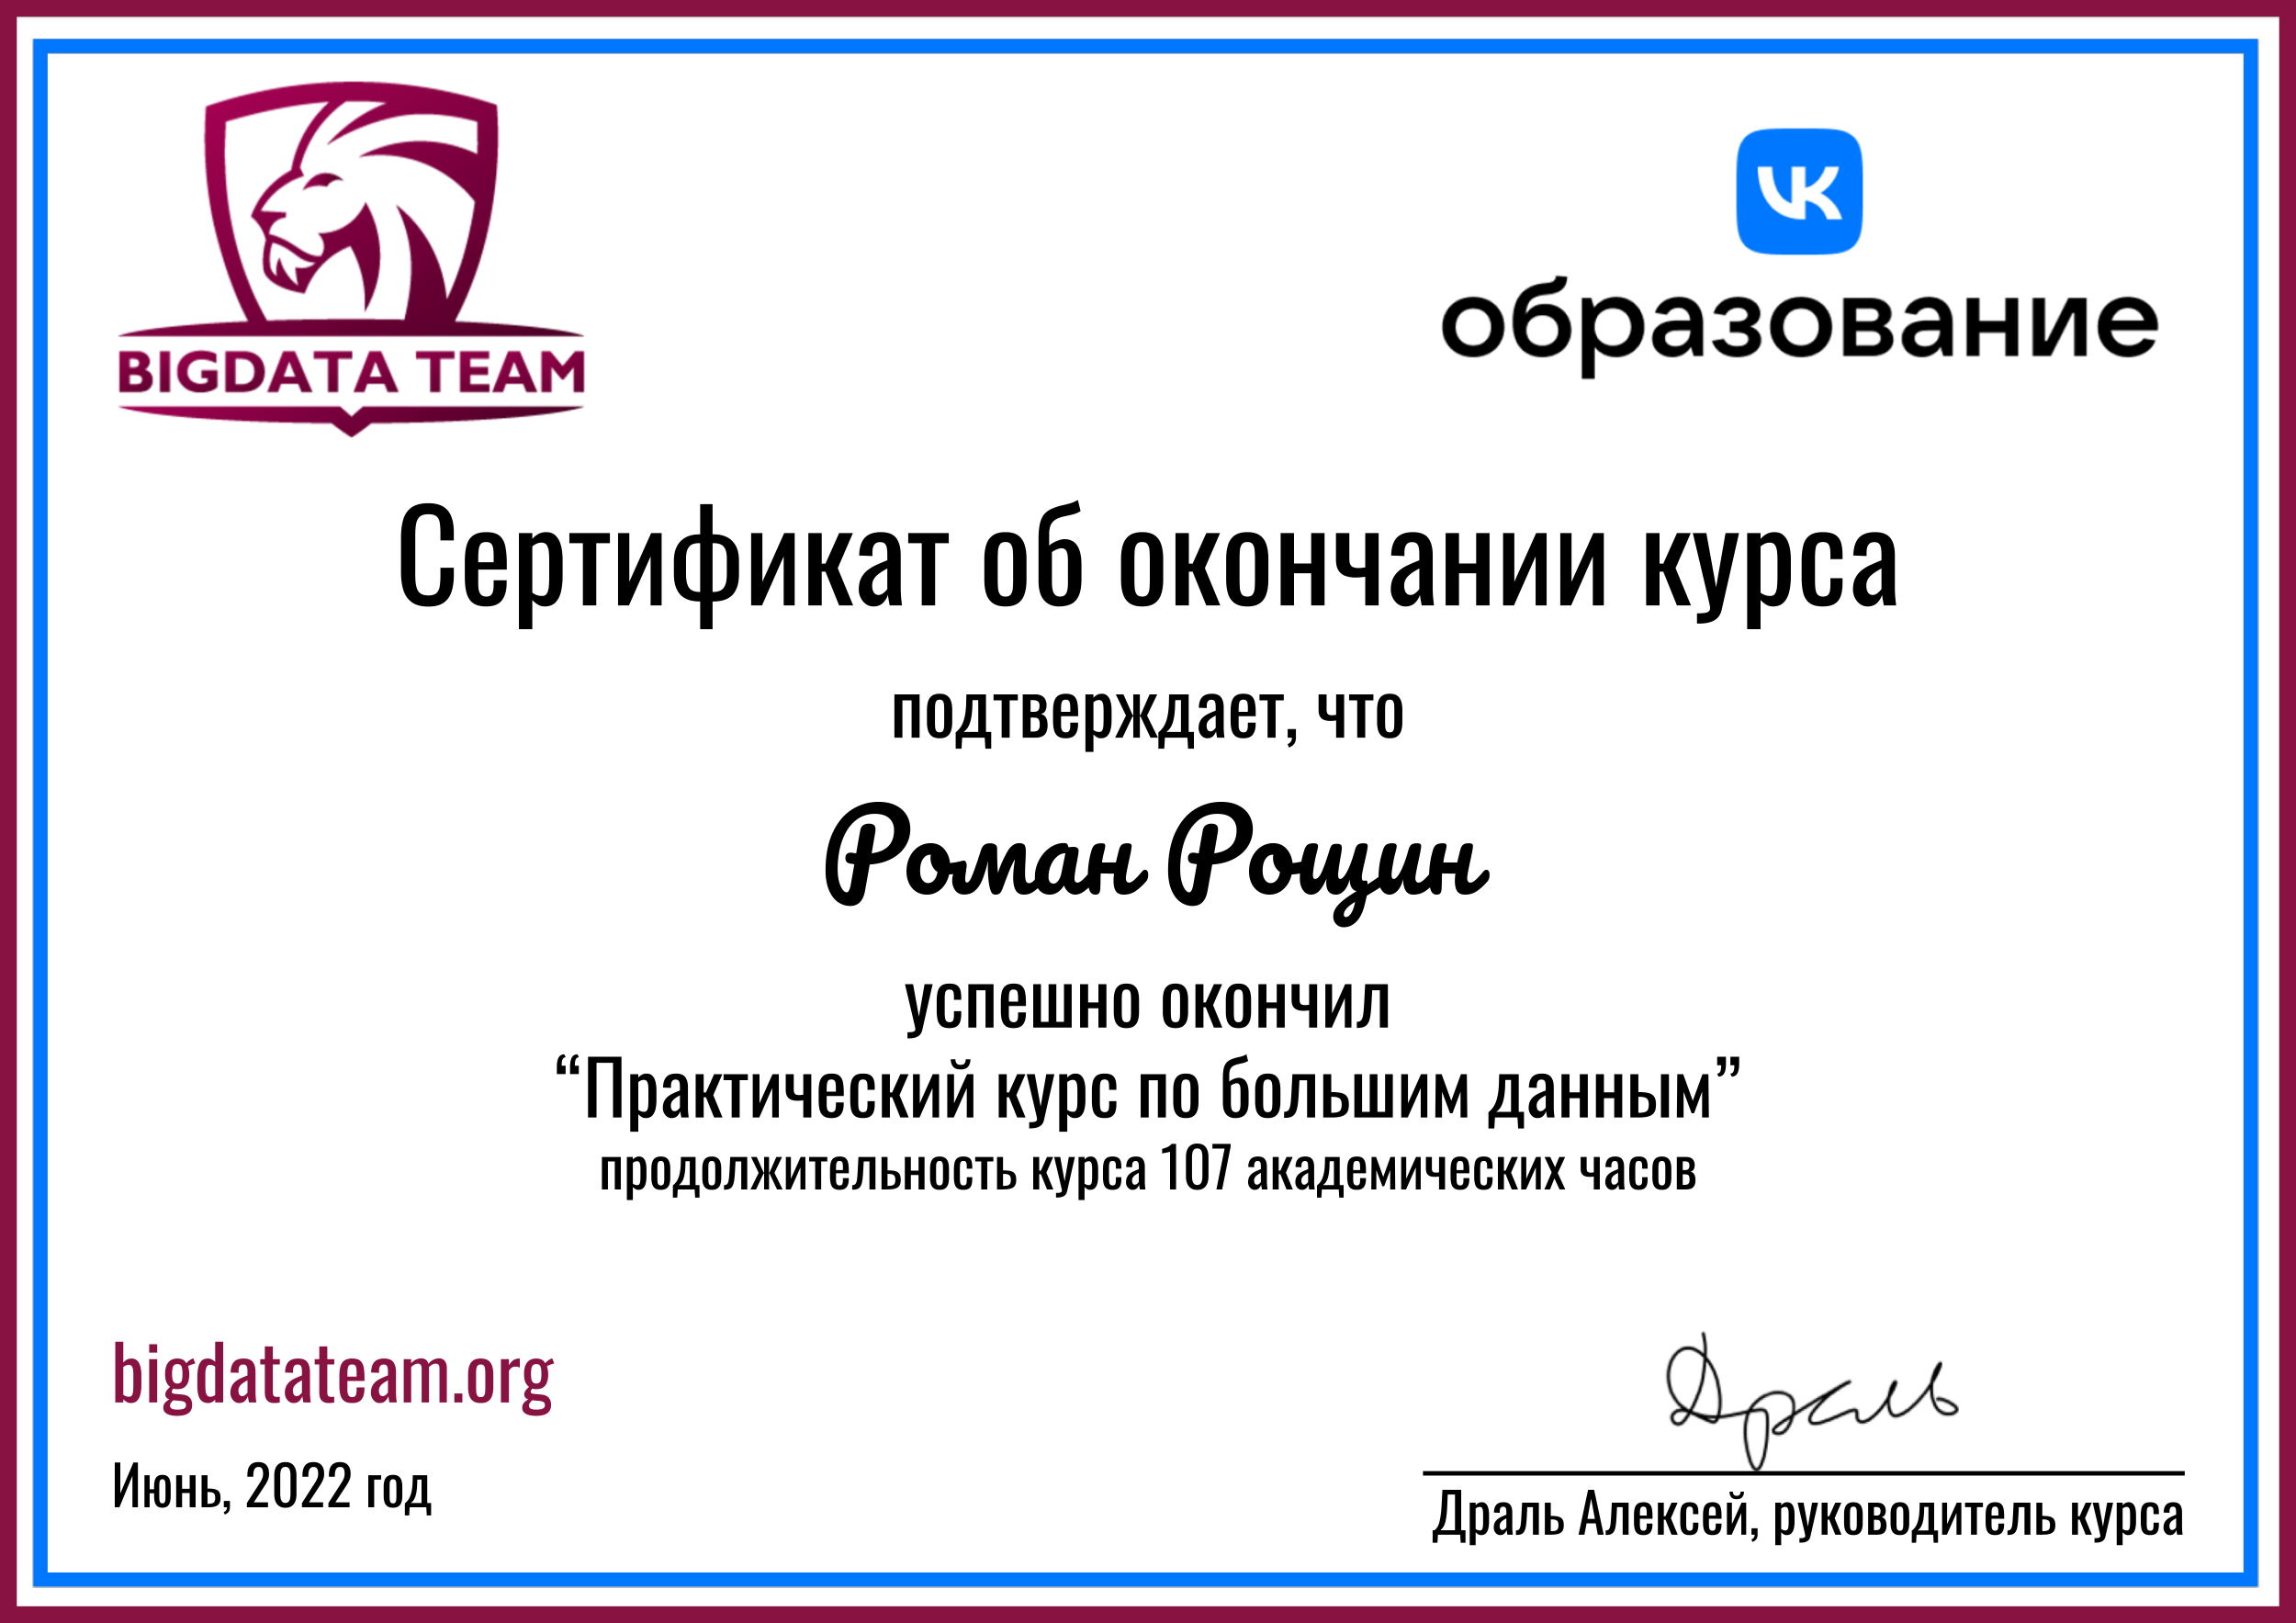 BIGDATA TEAM
VK
образование
Сертификат об окончании курса
подтверждает, что
Роман Рощин
успешно окончил
“Практический курс по большим данным”
продолжительность курса 107 академических часов
bigdatateam.org
Июнь, 2022 год
Драль
Драль Алексей, руководитель курса